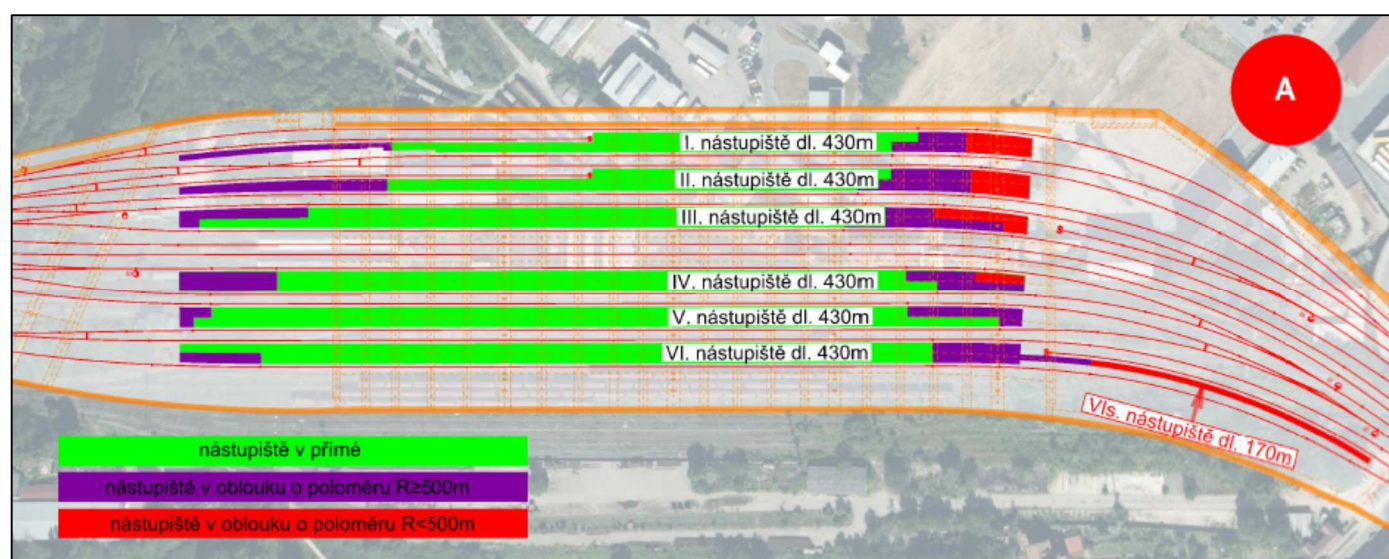 A
I. nástupiště dl. 430m
II. nástupiště dl. 430m
III. nástupiště dl. 430m
IV. nástupiště dl. 430m
V. nástupiště dl. 430m
VI. nástupiště dl. 430m
VIs. nástupiště dl. 170m
nástupiště v přímé
nástupiště v oblouku o poloměru R≥500m
nástupiště v oblouku o poloměru R<500m